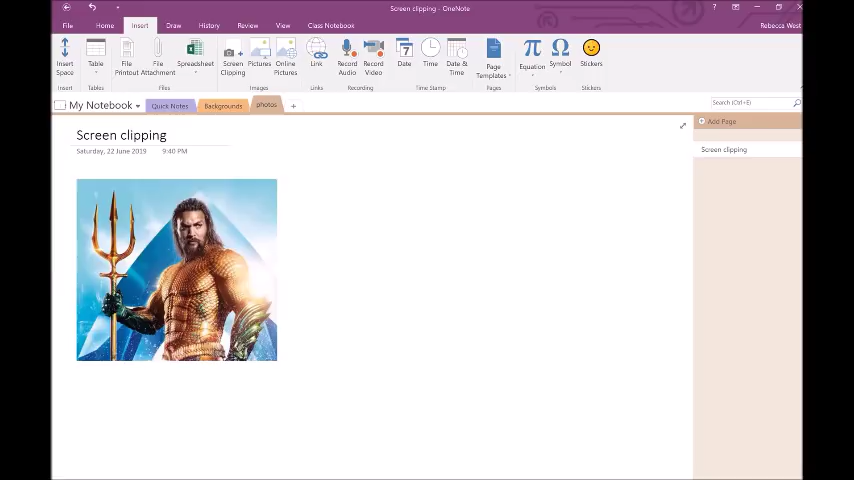 Screen clipping - OneNote
?
Rebecca West
File Home Insert Draw History Review View Class Notebook
Insert Space
Table
File Printout
File Attachment
Spreadsheet
Screen Clipping
Pictures
Online Pictures
Link
Record Audio
Record Video
7
Date
Time
Date & Time
Page Templates
π
Equation
Ω
Symbol
Stickers
Insert Tables Files Images Links Recording Time Stamp Pages Symbols Stickers
My Notebook
Quick Notes Backgrounds photos +
Search (Ctrl+E)
Screen clipping
Saturday, 22 June 2019 9:40 PM
Add Page
Screen clipping